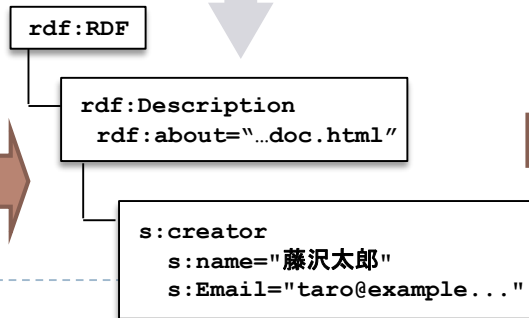 rdf:RDF
rdf:Description
rdf:about=“…doc.html”
s:creator
s:name="藤沢太郎"
s:Email="taro@example..."